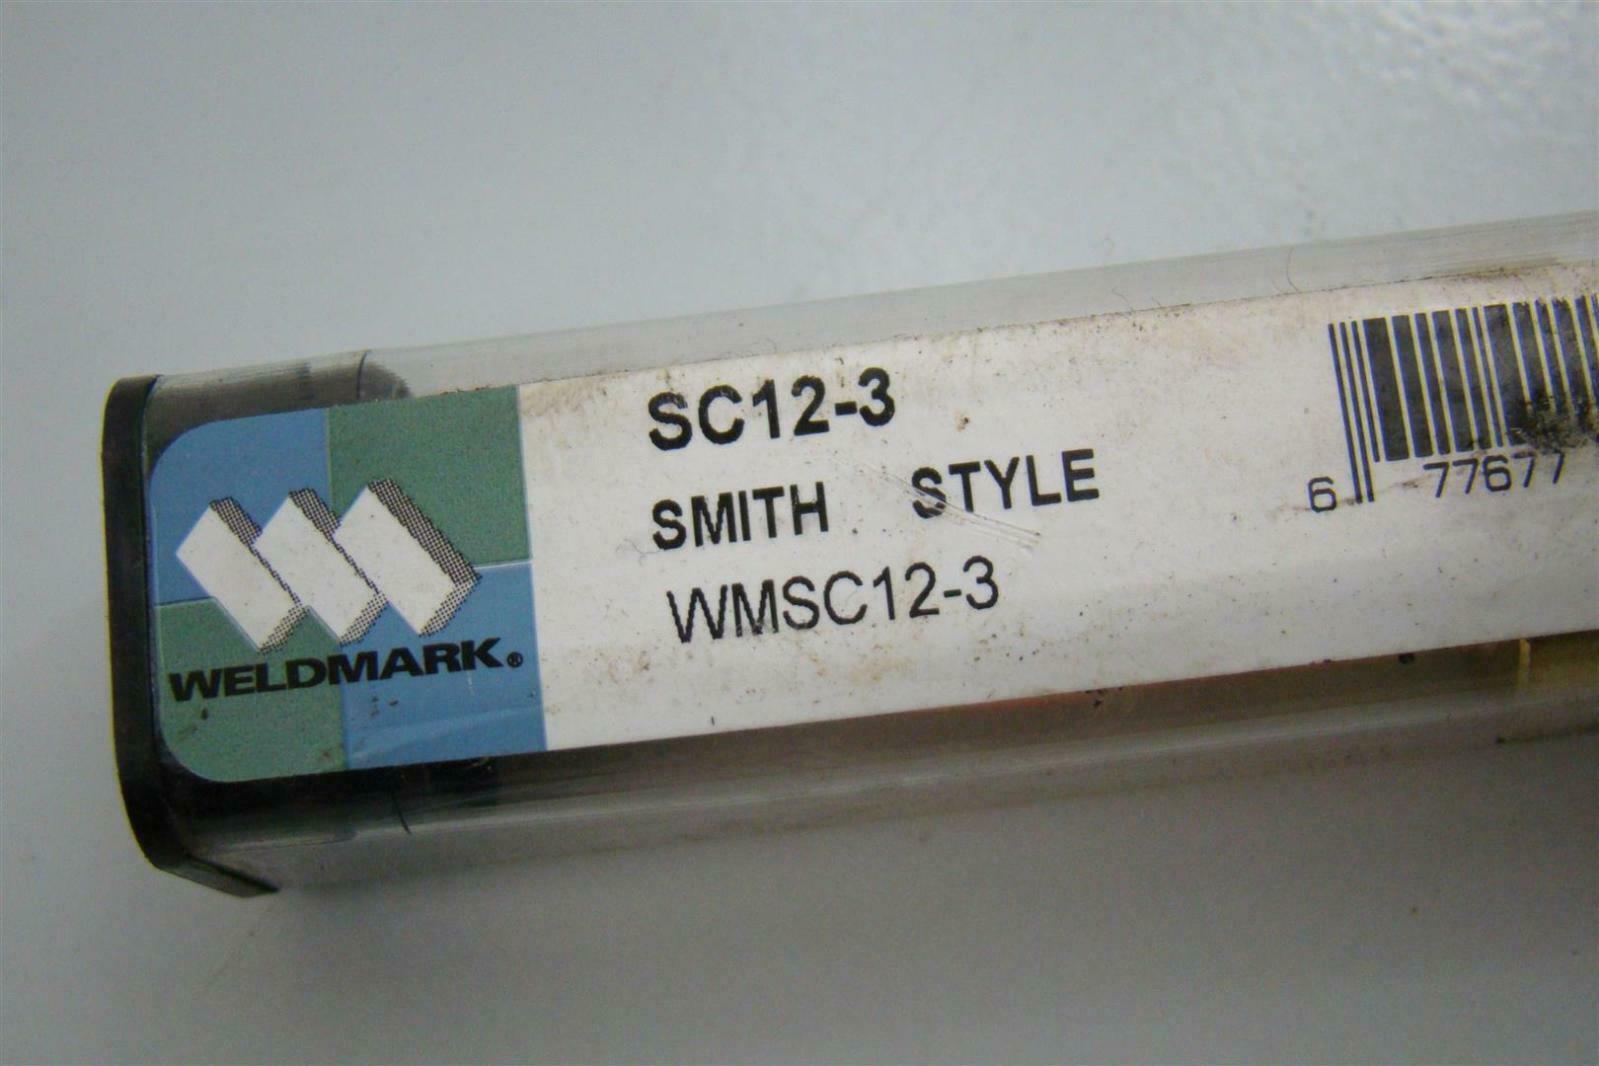 WELDMARK®
SC12-3
SMITH STYLE
WMSC12-3
6 77677